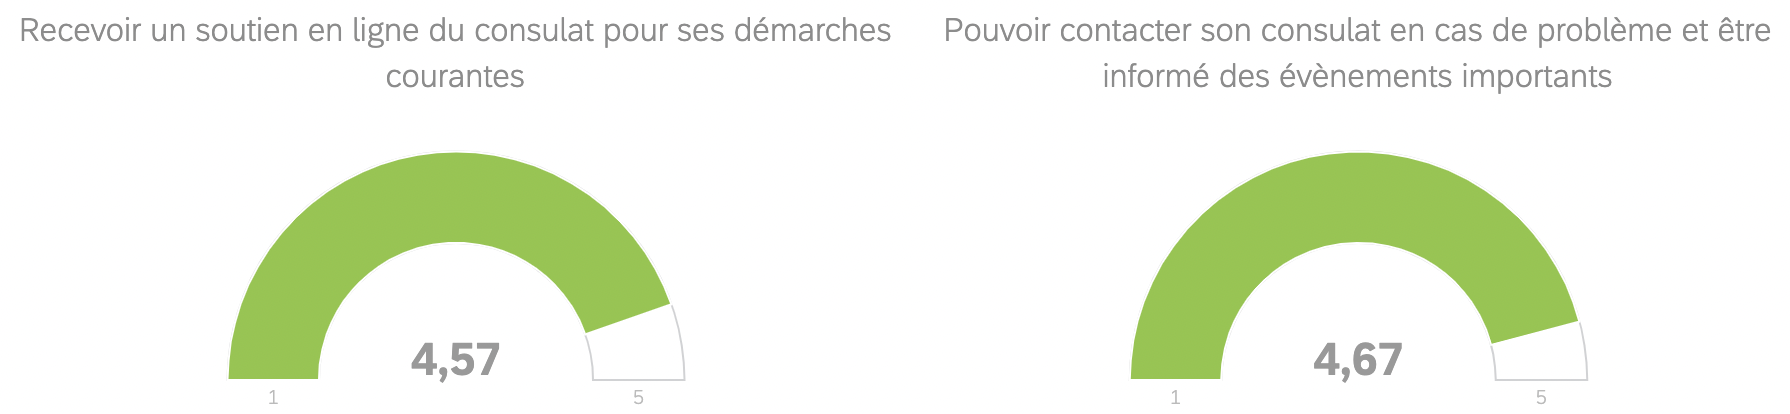 Recevoir un soutien en ligne du consulat pour ses démarches
courantes
4,57
1
5
Pouvoir contacter son consulat en cas de problème et être
informé des évènements importants
4,67
1
5